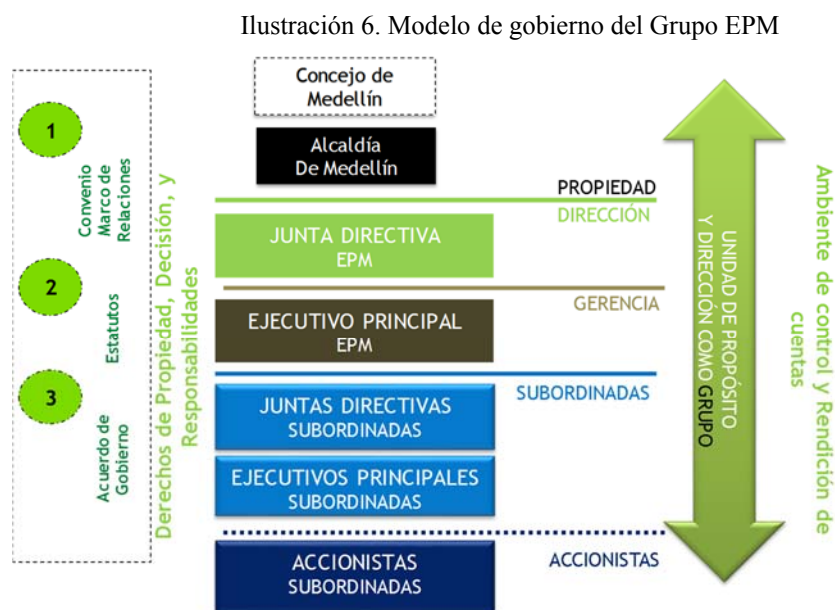 Ilustración 6. Modelo de gobierno del Grupo EPM
1
Convenio
Marco de
Relaciones
2
Estatutos
3
Acuerdo de
Gobierno
Derechos de Propiedad, Decisión, y
Responsabilidades
Concejo de
Medellín
Alcaldía
De Medellín
PROPIEDAD
DIRECCIÓN
JUNTA DIRECTIVA
EPM
GERENCIA
EJECUTIVO PRINCIPAL
EPM
SUBORDINADAS
JUNTAS DIRECTIVAS
SUBORDINADAS
EJECUTIVOS PRINCIPALES
SUBORDINADAS
ACCIONISTAS
ACCIONISTAS
SUBORDINADAS
UNIDAD DE PROPÓSITO
Y DIRECCIÓN COMO GRUPO
Ambiente de control y Rendición de
cuentas